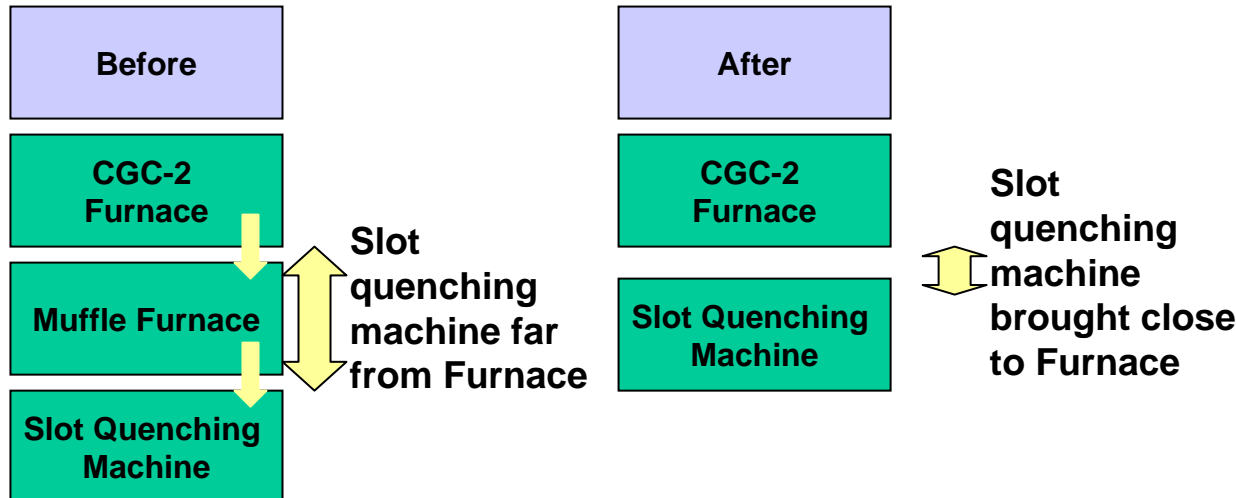 Before
CGC-2
Furnace
Muffle Furnace
Slot Quenching
Machine
Slot
quenching
machine far
from Furnace
After
CGC-2
Furnace
Slot Quenching
Machine
Slot
quenching
machine
brought close
to Furnace